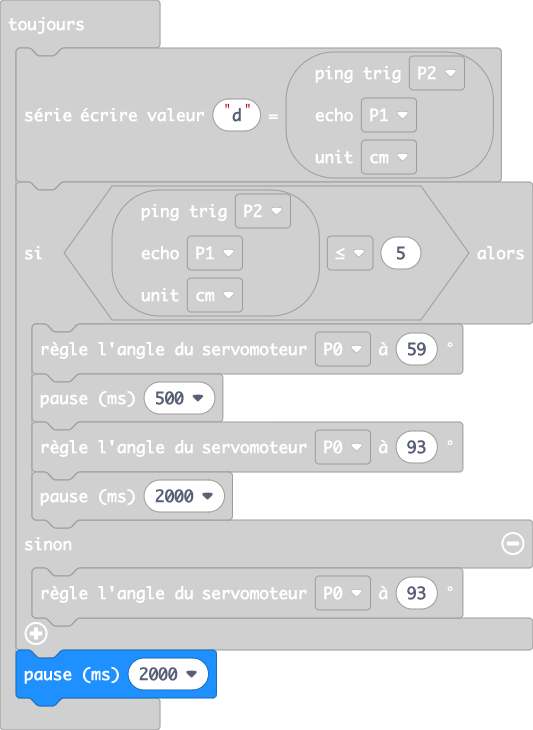 toujours
ping trig P2
série écrire valeur "d" = echo P1
unit cm
ping trig P2
si echo P1 ≤ 5 alors
unit cm
règle l'angle du servomoteur P0 à 59 °
pause (ms) 500
règle l'angle du servomoteur P0 à 93 °
pause (ms) 2000
sinon
règle l'angle du servomoteur P0 à 93 °
pause (ms) 2000